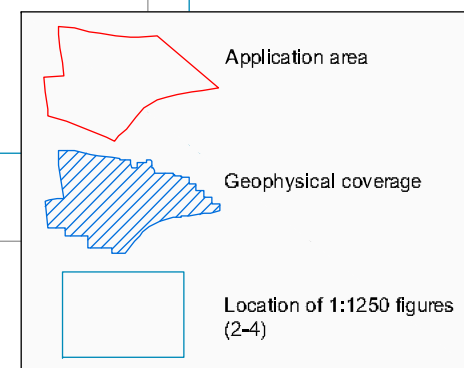 Application area
Geophysical coverage
Location of 1:1250 figures
(2-4)